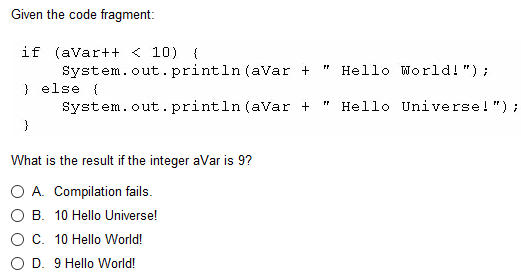 Given the code fragment:
if (aVar++ < 10) {
System.out.println(aVar + " Hello World!");
} else {
System.out.println(aVar + " Hello Universe!");
}
What is the result if the integer aVar is 9?
A. Compilation fails.
B. 10 Hello Universe!
C. 10 Hello World!
D. 9 Hello World!